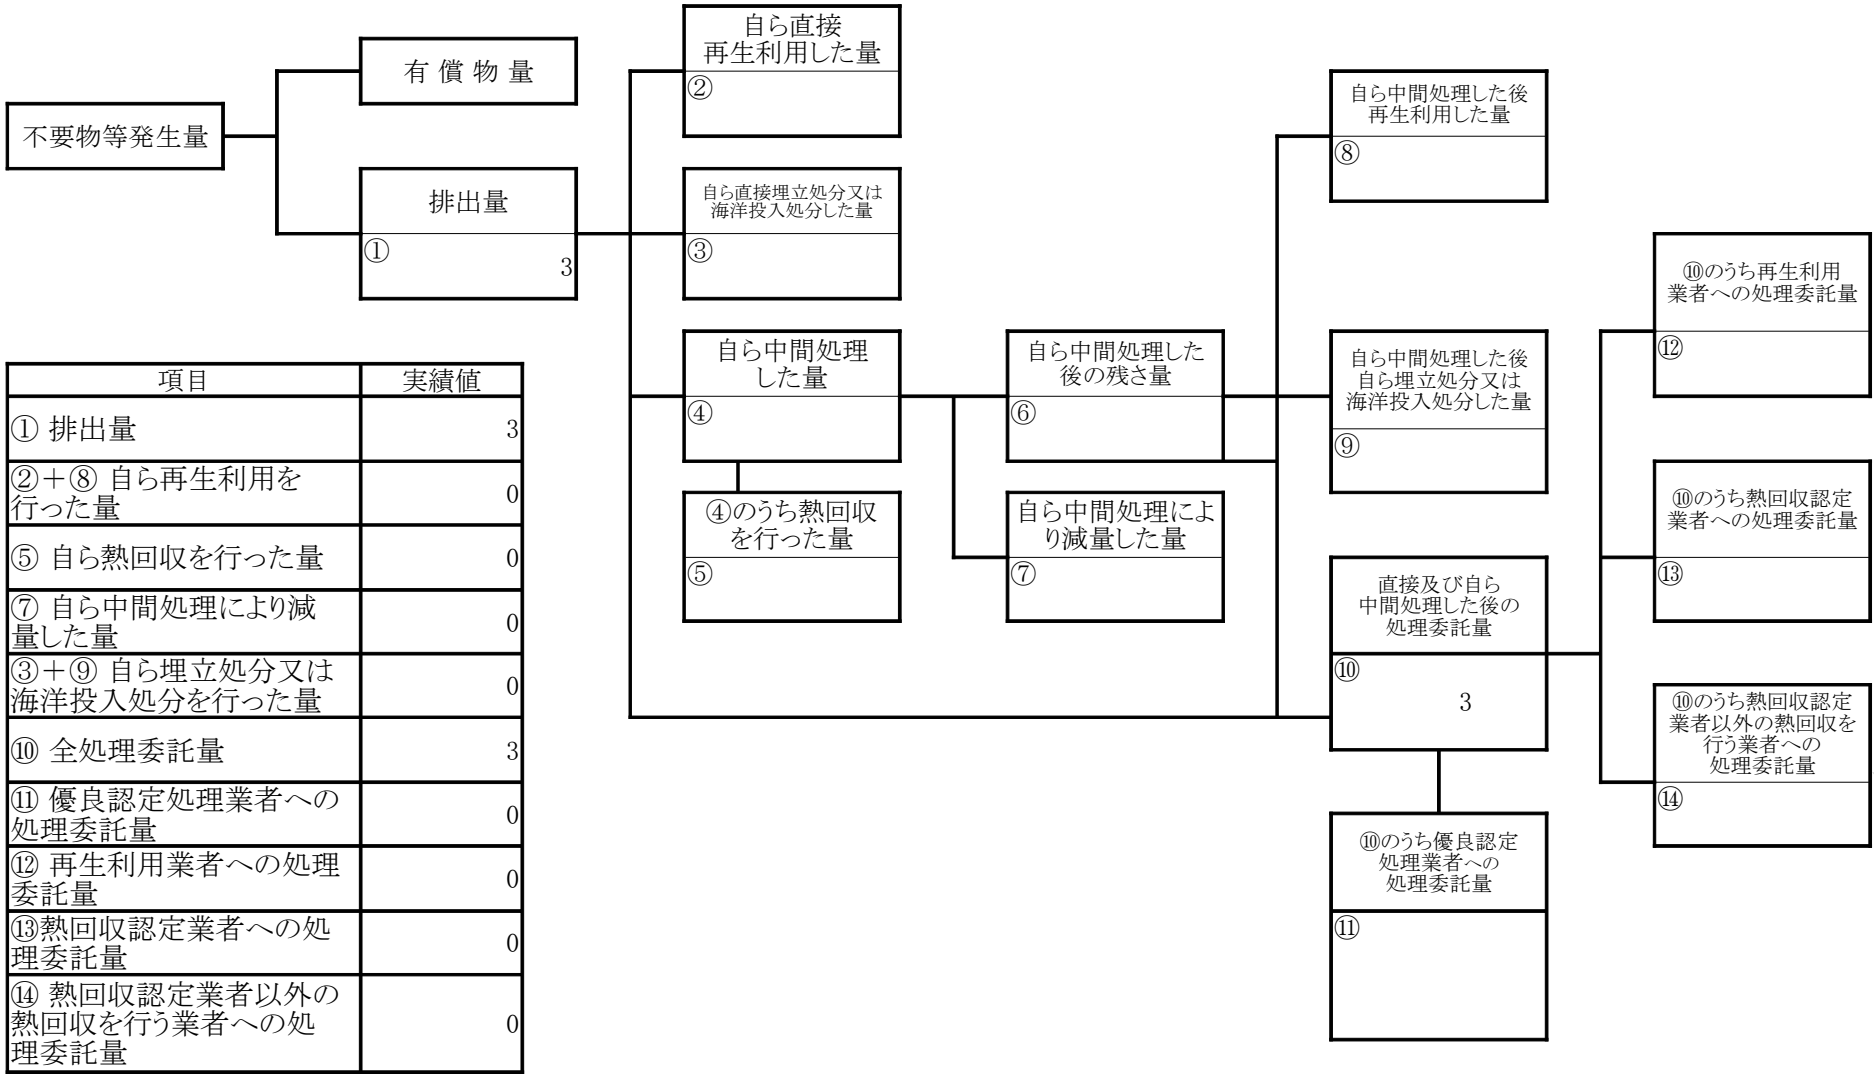 自ら直接
再生利用した量
②
有 償 物 量
不要物等発生量
排出量
①
3
自ら直接埋立処分又は
海洋投入処分した量
③
自ら中間処理した後
再生利用した量
⑧
⑩のうち再生利用
業者への処理委託量
⑫
自ら中間処理
した量
④
自ら中間処理した
後の残さ量
⑥
自ら中間処理した後
自ら埋立処分又は
海洋投入処分した量
⑨
④のうち熱回収
を行った量
⑤
自ら中間処理によ
り減量した量
⑦
⑩のうち熱回収認定
業者への処理委託量
⑬
直接及び自ら
中間処理した後の
処理委託量
⑩
3
⑩のうち熱回収認定
業者以外の熱回収を
行う業者への
処理委託量
⑭
⑩のうち優良認定
処理業者への
処理委託量
⑪
項目 実績値
① 排出量 3
②＋⑧ 自ら再生利用を
行った量 0
⑤ 自ら熱回収を行った量 0
⑦ 自ら中間処理により減
量した量 0
③＋⑨ 自ら埋立処分又は
海洋投入処分を行った量 0
⑩ 全処理委託量 3
⑪ 優良認定処理業者への
処理委託量 0
⑫ 再生利用業者への処理
委託量 0
⑬熱回収認定業者への処
理委託量 0
⑭ 熱回収認定業者以外の
熱回収を行う業者への処
理委託量 0